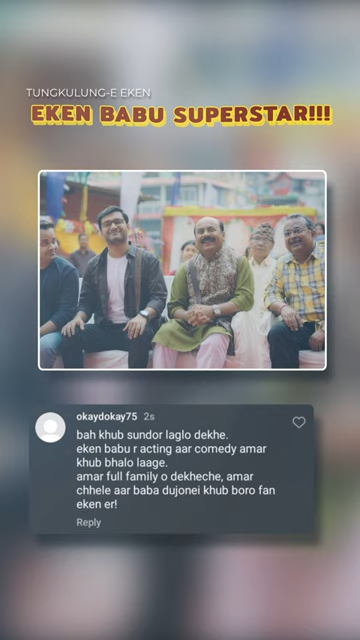 TUNGKULUNG-E EKEN
EKEN BABU SUPERSTAR!!!
okaydokay75 2s
bah khub sundor laglo dekhe.
eken babu r acting aar comedy amar
khub bhalo laage.
amar full family o dekheche, amar
chhele aar baba dujonei khub boro fan
eken er!
Reply